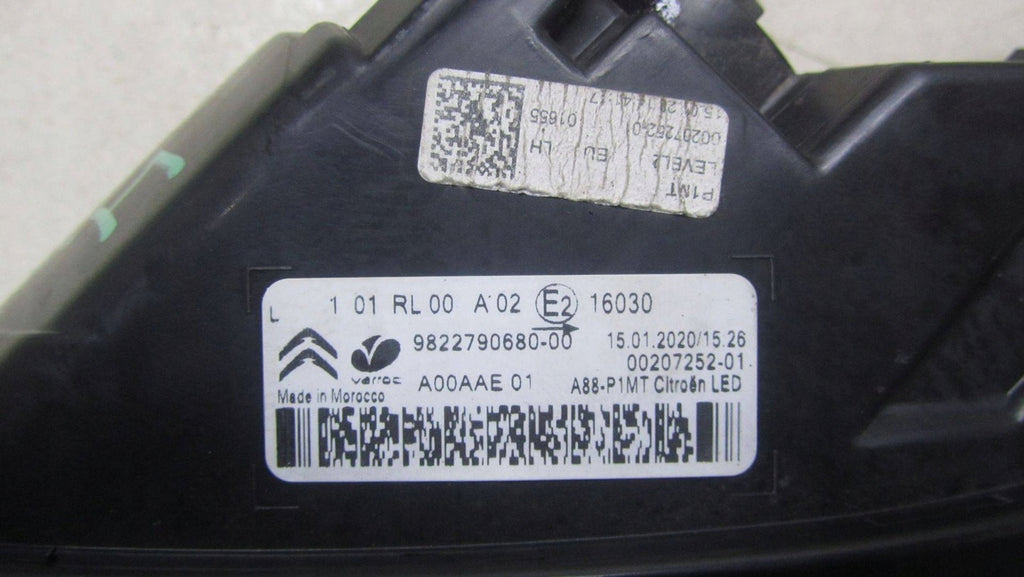 P1MT
LEVEL2
00207252-0
EU LH 01655
L 1 01 RL 00 A 02 E2 16030
9822790680-00 15.01.2020/15.26
00207252-01
varroc A00AAE 01 A88-P1MT Citroën LED
Made in Morocco